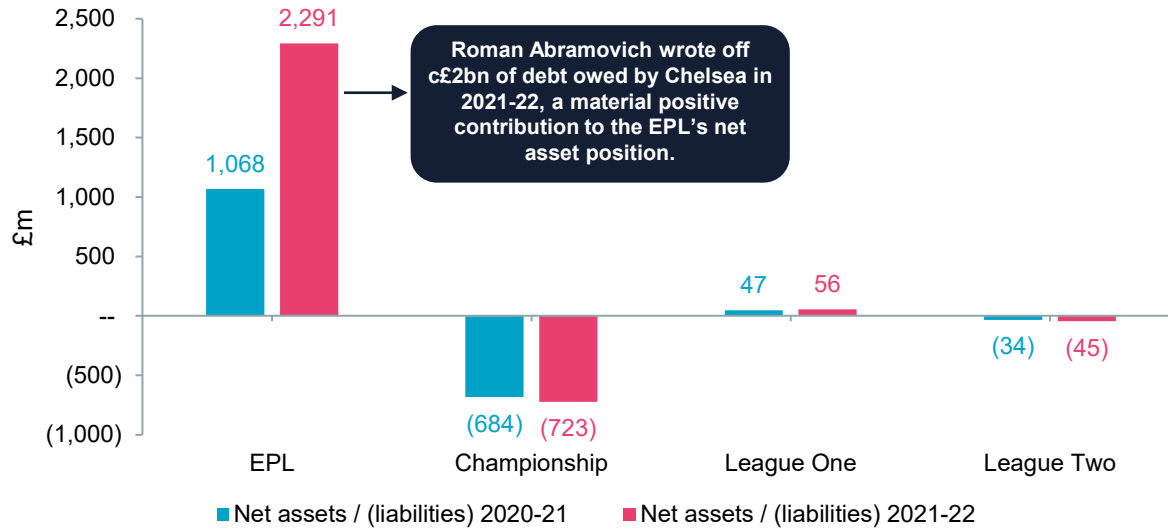 2,500
2,000
1,500
1,000
500
--
(500)
(1,000)
£m
1,068
2,291
Roman Abramovich wrote off
c£2bn of debt owed by Chelsea in
2021-22, a material positive
contribution to the EPL’s net
asset position.
(684)
(723)
47
56
(34)
(45)
EPL
Championship
League One
League Two
Net assets / (liabilities) 2020-21
Net assets / (liabilities) 2021-22